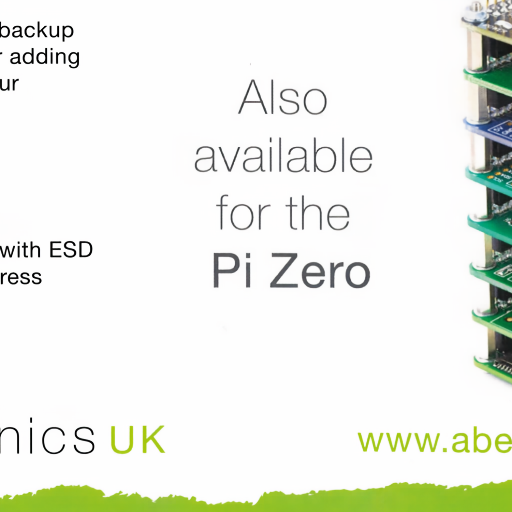 backup
adding
ur
Also
available
for the
Pi Zero
with ESD
ress
nics UK
www.abe